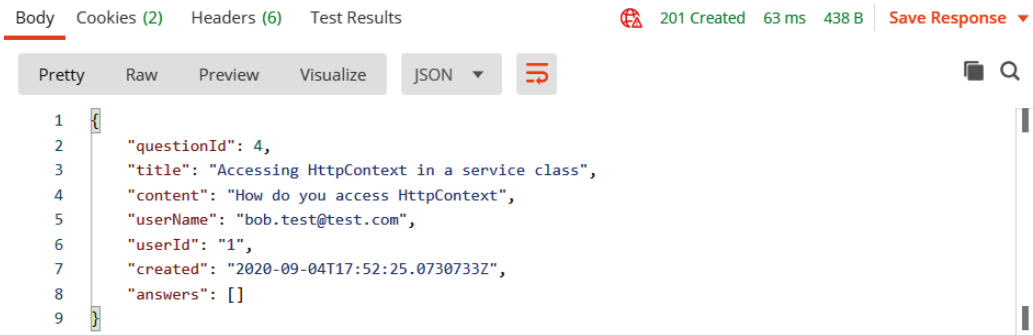 Body Cookies (2) Headers (6) Test Results 201 Created 63 ms 438 B Save Response
Pretty Raw Preview Visualize JSON
1 {
2 "questionId": 4,
3 "title": "Accessing HttpContext in a service class",
4 "content": "How do you access HttpContext",
5 "userName": "bob.test@test.com",
6 "userId": "1",
7 "created": "2020-09-04T17:52:25.0730733Z",
8 "answers": []
9 }